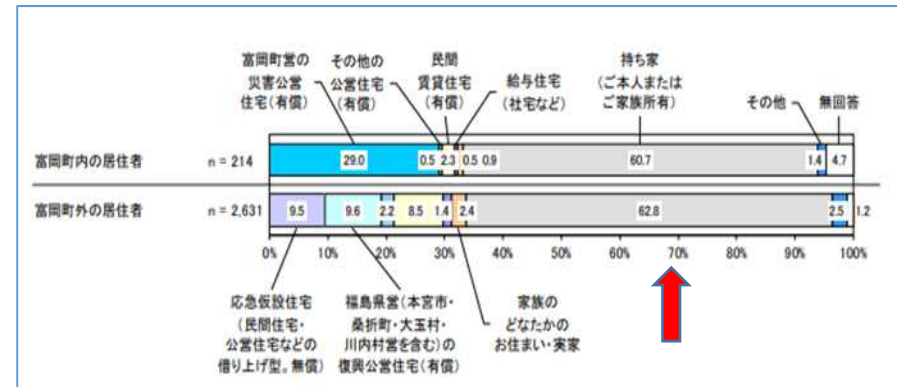 富岡町営の
災害公営
住宅(有償)
その他の
公営住宅
(有償)
民間
賃貸住宅
(有償)
給与住宅
(社宅など)
持ち家
(ご本人または
ご家族所有)
その他
無回答
富岡町内の居住者 n = 214 29.0 0.5 2.3 0.5 0.9 60.7 1.4 4.7
富岡町外の居住者 n = 2,631 9.5 9.6 2.2 8.5 1.4 2.4 62.8 2.5 1.2
0% 10% 20% 30% 40% 50% 60% 70% 80% 90% 100%
応急仮設住宅
(民間住宅・
公営住宅などの
借り上げ型。無償)
福島県営(本宮市・
桑折町・大玉村・
川内村営を含む)の
復興公営住宅(有償)
家族の
どなたかの
お住まい・実家